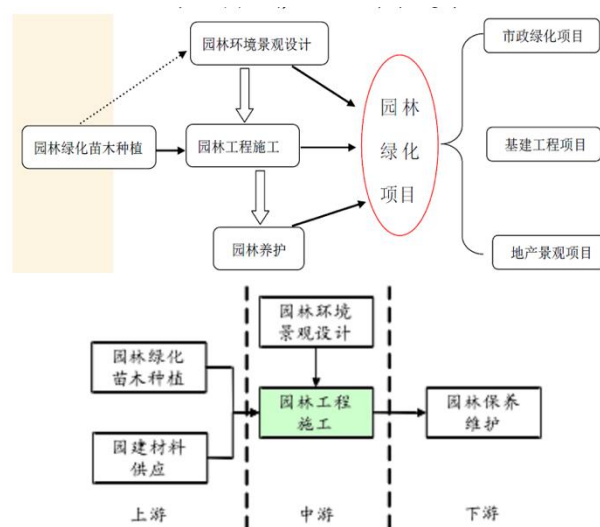 园林环境景观设计
市政绿化项目
园林
绿化
项目
园林绿化苗木种植
园林工程施工
基建工程项目
园林养护
地产景观项目
园林环境
景观设计
园林绿化
苗木种植
园林工程
施工
园林保养
维护
园建材料
供应
上游
中游
下游